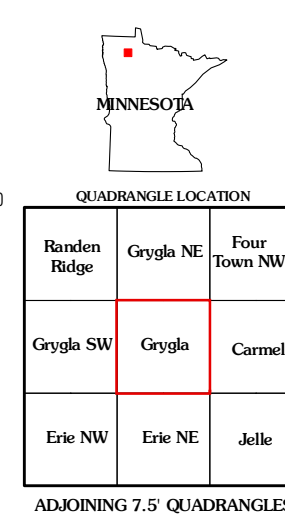 MINNESOTA
QUADRANGLE LOCATION
Randen
Ridge
Grygla NE
Four
Town NW
Grygla SW
Grygla
Carmel
Erie NW
Erie NE
Jelle
ADJOINING 7.5' QUADRANGLES